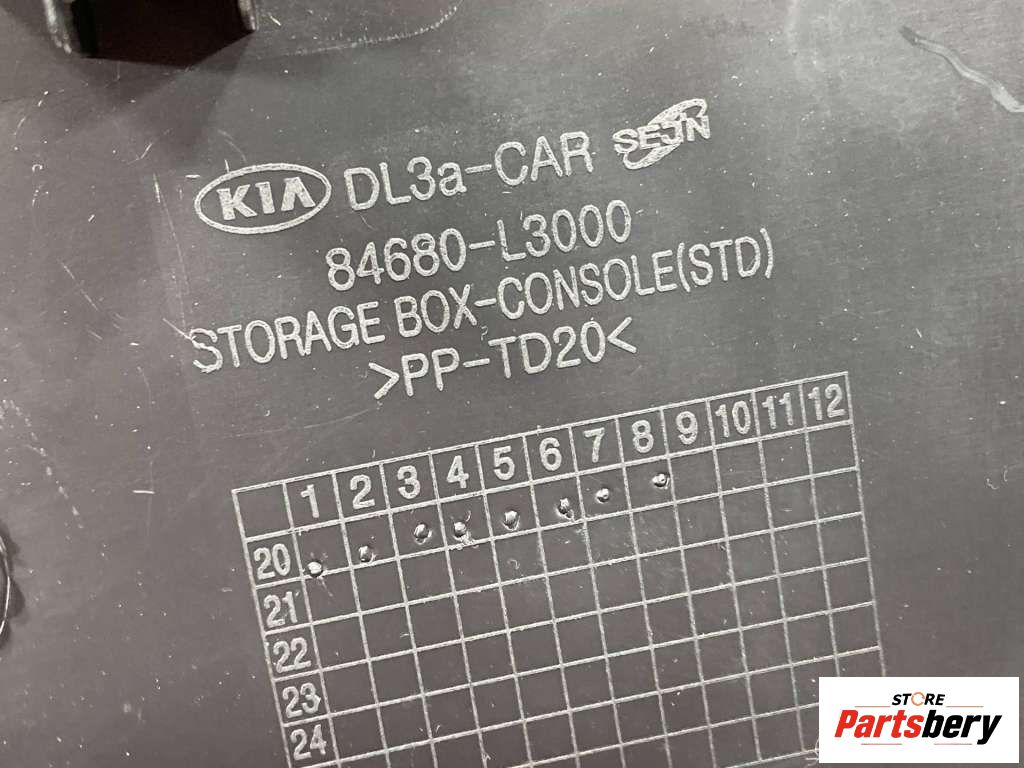 KIA DL3a-CAR SEJN
84680-L3000
STORAGE BOX-CONSOLE(STD)
>PP-TD20<
1 2 3 4 5 6 7 8 9 10 11 12
20
21
22
23
24
STORE
Partsbery